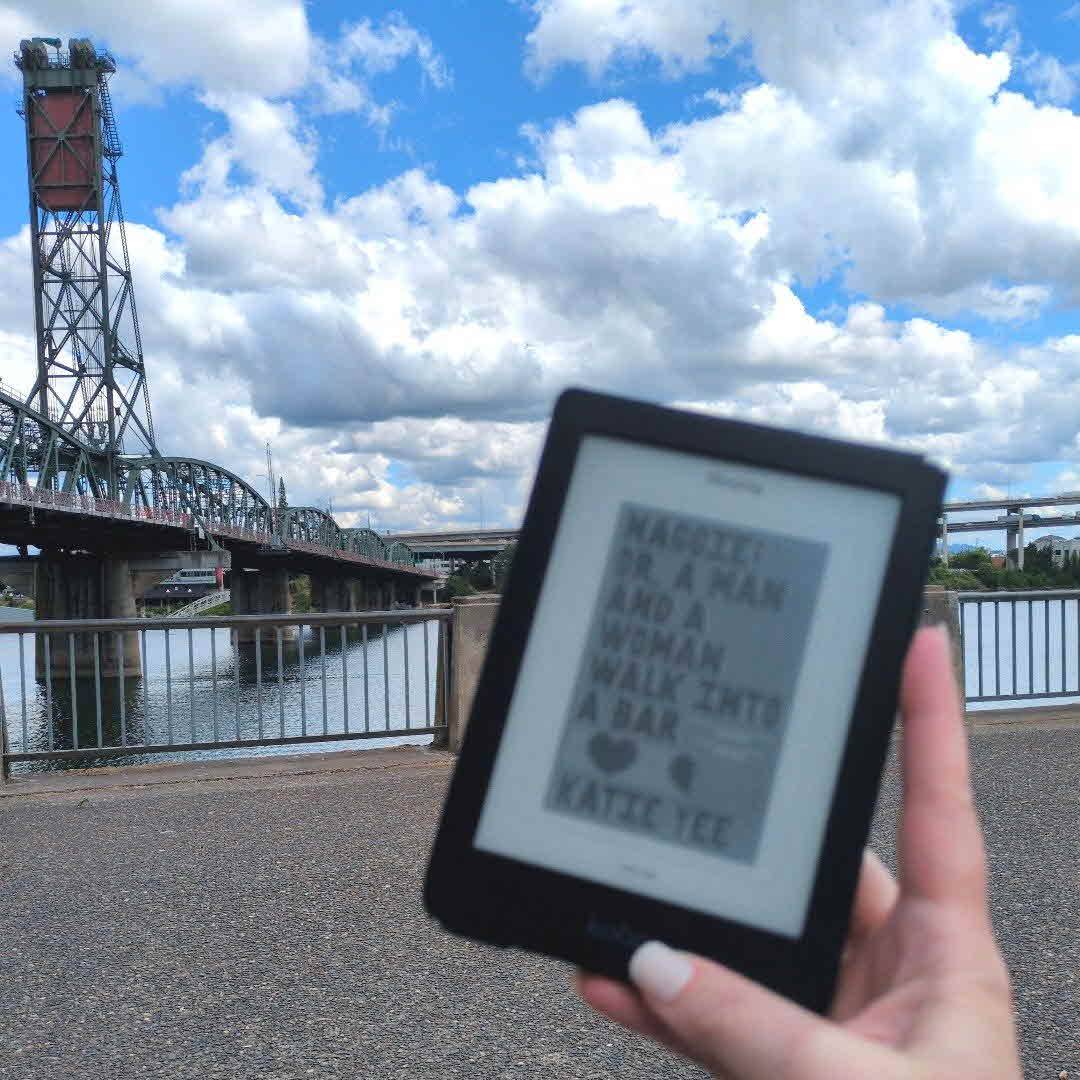 MAGGIE;
OR, A MAN
AND A
WOMAN
WALK INTO
A BAR
KATIE YEE